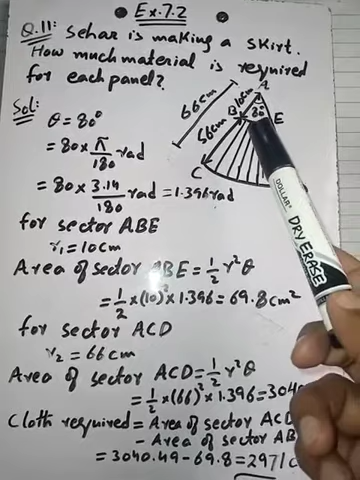 Ex.7.2
Q.11: Sehar is making a skirt.
How much material is required
for each panel?
Sol:
θ = 80°
= 80 × π/180 rad
= 80 × 3.14/180 rad = 1.396 rad
66cm
10cm
56cm
A
B
80°
E
C
for sector ABE
r₁ = 10 cm
Area of sector ABE = 1/2 r²θ
= 1/2 × (10)² × 1.396 = 69.8 cm²
for sector ACD
r₂ = 66 cm
Area of sector ACD = 1/2 r²θ
= 1/2 × (66)² × 1.396 = 3040
Cloth required = Area of sector ACD
- Area of sector AB
= 3040.49 - 69.8 = 2971 c
DOLLAR
DRY ERASE